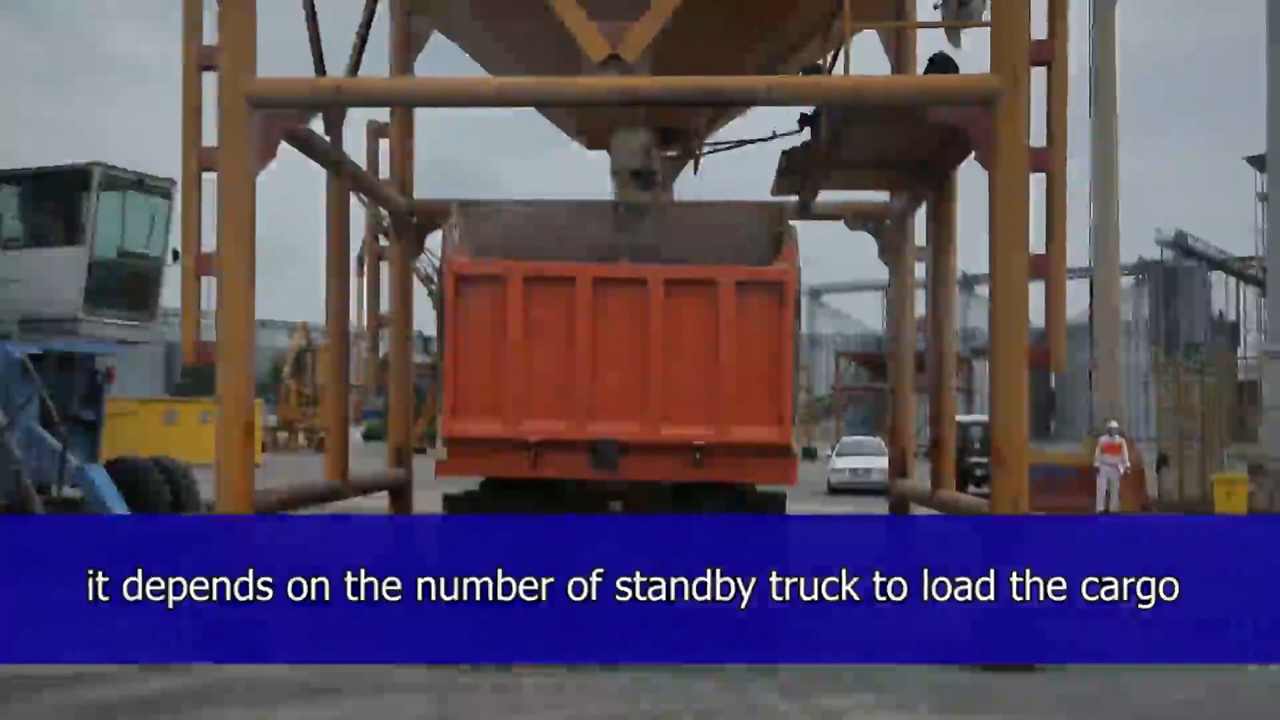 it depends on the number of standby truck to load the cargo